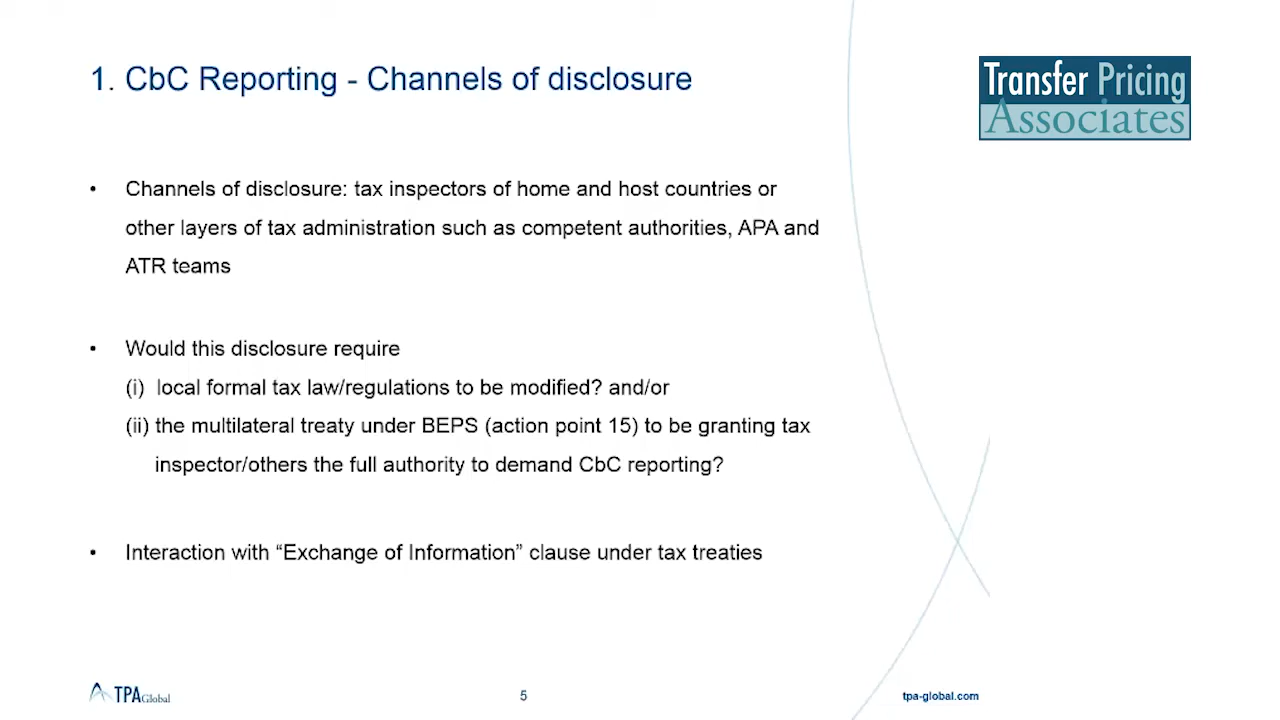 1. CbC Reporting - Channels of disclosure
Transfer Pricing
Associates
• Channels of disclosure: tax inspectors of home and host countries or
other layers of tax administration such as competent authorities, APA and
ATR teams
• Would this disclosure require
(i) local formal tax law/regulations to be modified? and/or
(ii) the multilateral treaty under BEPS (action point 15) to be granting tax
inspector/others the full authority to demand CbC reporting?
• Interaction with “Exchange of Information” clause under tax treaties
TPA Global
5
tpa-global.com